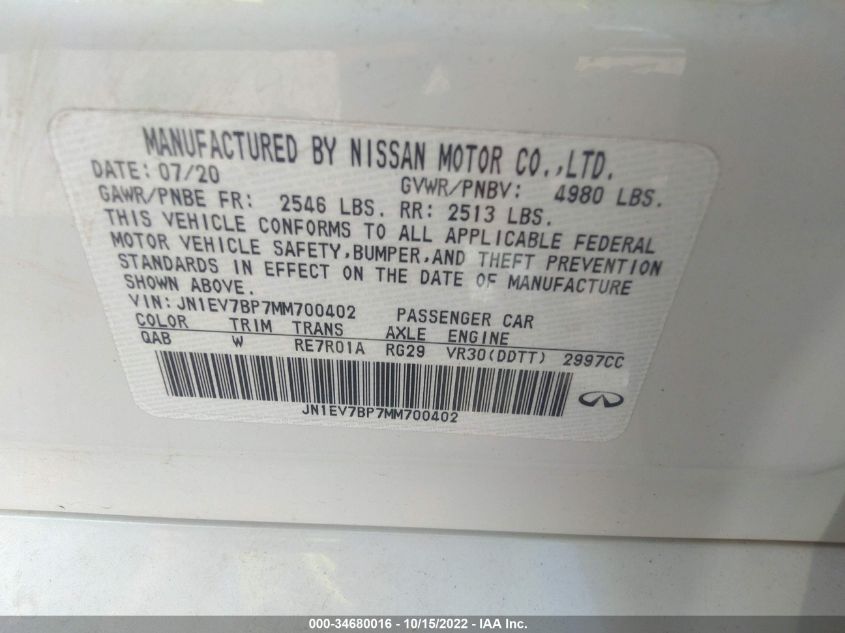 MANUFACTURED BY NISSAN MOTOR CO.,LTD.
DATE: 07/20 GVWR/PNBV: 4980 LBS.
GAWR/PNBE FR: 2546 LBS. RR: 2513 LBS.
THIS VEHICLE CONFORMS TO ALL APPLICABLE FEDERAL
MOTOR VEHICLE SAFETY,BUMPER,AND THEFT PREVENTION
STANDARDS IN EFFECT ON THE DATE OF MANUFACTURE
SHOWN ABOVE.
VIN:JN1EV7BP7MM700402 PASSENGER CAR
COLOR TRIM TRANS AXLE ENGINE
QAB W RE7R01A RG29 VR30(DDTT) 2997CC
JN1EV7BP7MM700402
000-34680016 - 10/15/2022 - IAA Inc.